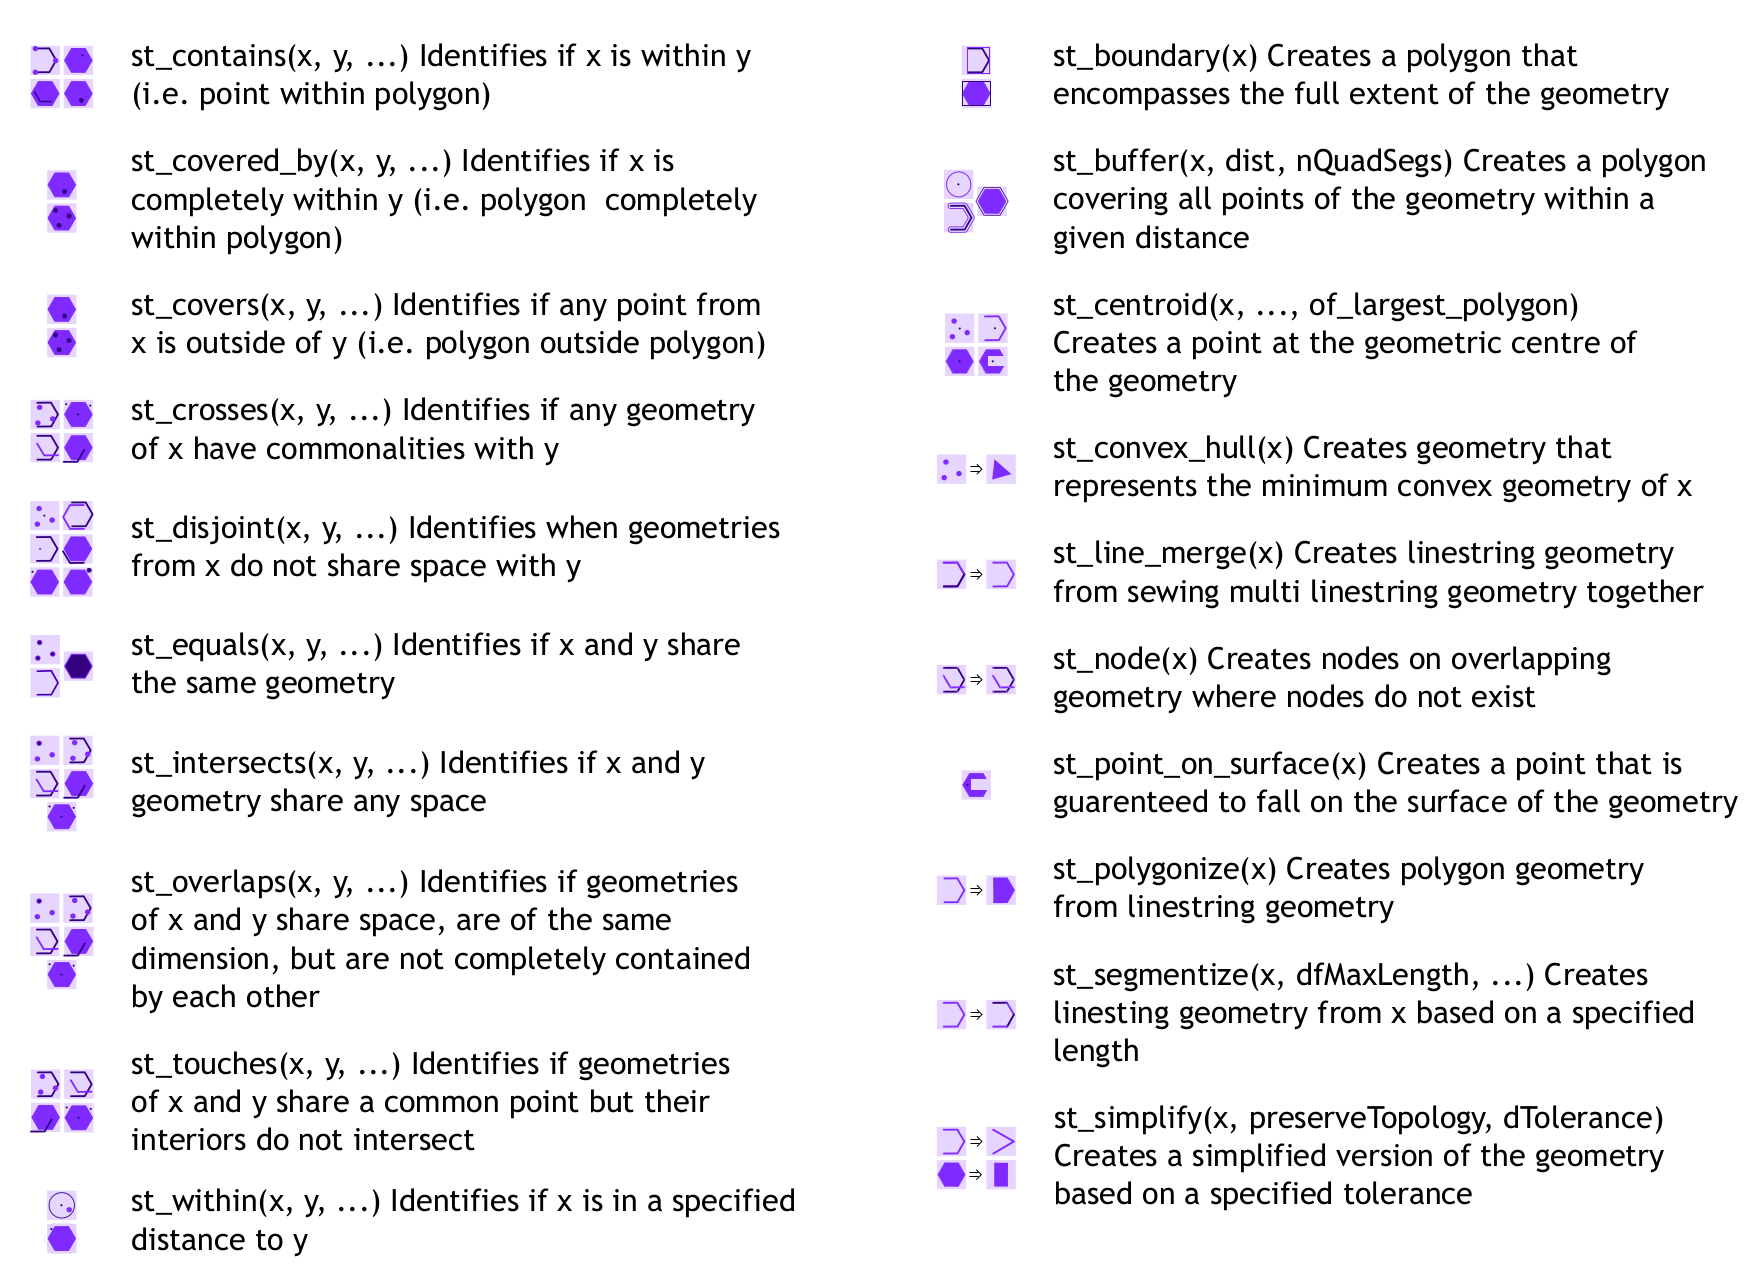 st_contains(x, y, ...) Identifies if x is within y
(i.e. point within polygon)
st_covered_by(x, y, ...) Identifies if x is
completely within y (i.e. polygon  completely
within polygon)
st_covers(x, y, ...) Identifies if any point from
x is outside of y (i.e. polygon outside polygon)
st_crosses(x, y, ...) Identifies if any geometry
of x have commonalities with y
st_disjoint(x, y, ...) Identifies when geometries
from x do not share space with y
st_equals(x, y, ...) Identifies if x and y share
the same geometry
st_intersects(x, y, ...) Identifies if x and y
geometry share any space
st_overlaps(x, y, ...) Identifies if geometries
of x and y share space, are of the same
dimension, but are not completely contained
by each other
st_touches(x, y, ...) Identifies if geometries
of x and y share a common point but their
interiors do not intersect
st_within(x, y, ...) Identifies if x is in a specified
distance to y
st_boundary(x) Creates a polygon that
encompasses the full extent of the geometry
st_buffer(x, dist, nQuadSegs) Creates a polygon
covering all points of the geometry within a
given distance
st_centroid(x, ..., of_largest_polygon)
Creates a point at the geometric centre of
the geometry
st_convex_hull(x) Creates geometry that
represents the minimum convex geometry of x
st_line_merge(x) Creates linestring geometry
from sewing multi linestring geometry together
st_node(x) Creates nodes on overlapping
geometry where nodes do not exist
st_point_on_surface(x) Creates a point that is
guarenteed to fall on the surface of the geometry
st_polygonize(x) Creates polygon geometry
from linestring geometry
st_segmentize(x, dfMaxLength, ...) Creates
linesting geometry from x based on a specified
length
st_simplify(x, preserveTopology, dTolerance)
Creates a simplified version of the geometry
based on a specified tolerance